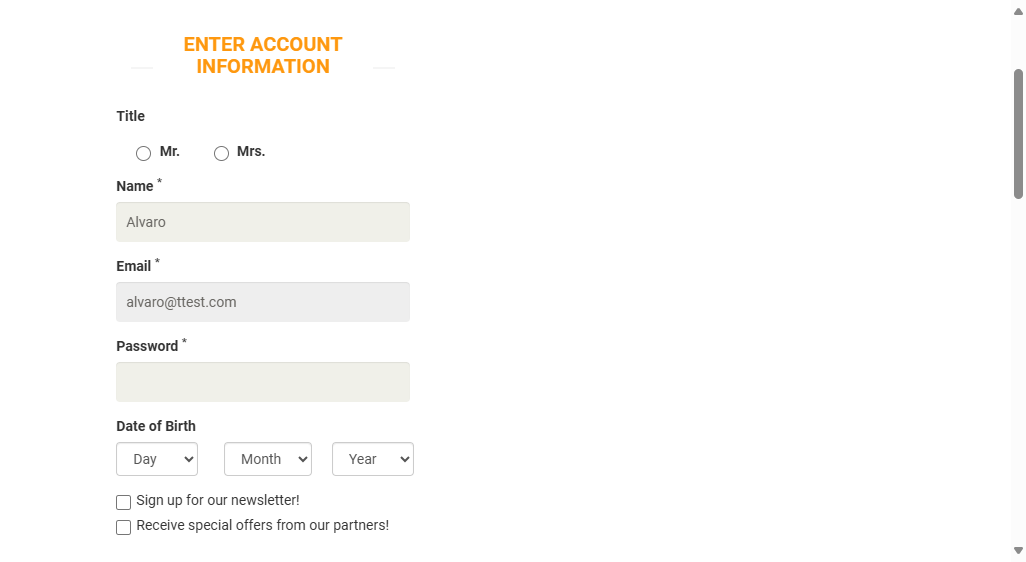 ENTER ACCOUNT
INFORMATION
Title
Mr. Mrs.
Name *
Alvaro
Email *
alvaro@ttest.com
Password *
Date of Birth
Day Month Year
Sign up for our newsletter!
Receive special offers from our partners!